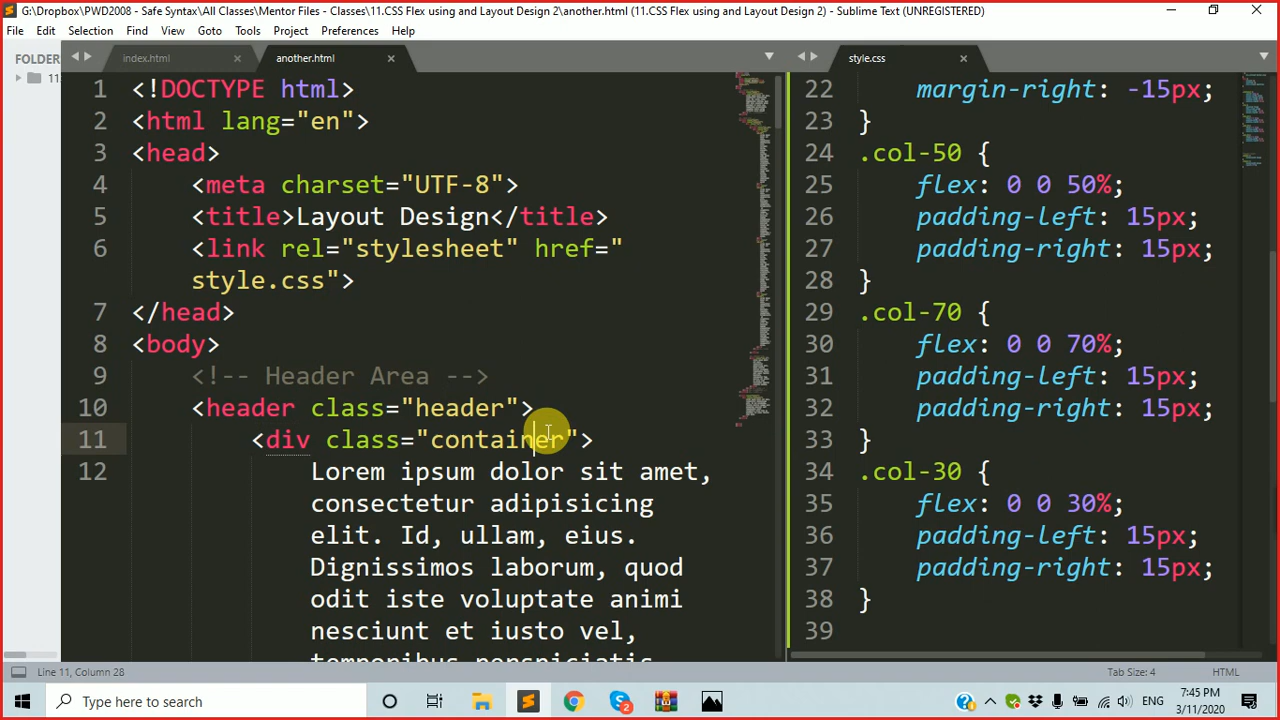 G:\Dropbox\PWD2008 - Safe Syntax\All Classes\Mentor Files - Classes\11.CSS Flex using and Layout Design 2\another.html (11.CSS Flex using and Layout Design 2) - Sublime Text (UNREGISTERED)
File Edit Selection Find View Goto Tools Project Preferences Help
FOLDER
11.
index.html another.html
1 <!DOCTYPE html>
2 <html lang="en">
3 <head>
4 <meta charset="UTF-8">
5 <title>Layout Design</title>
6 <link rel="stylesheet" href="
style.css">
7 </head>
8 <body>
9 <!-- Header Area -->
10 <header class="header">
11 <div class="container">
12 Lorem ipsum dolor sit amet,
consectetur adipisicing
elit. Id, ullam, eius.
Dignissimos laborum, quod
odit iste voluptate animi
nesciunt et iusto vel,
temporibus perspiciatis
style.css
22 margin-right: -15px;
23 }
24 .col-50 {
25 flex: 0 0 50%;
26 padding-left: 15px;
27 padding-right: 15px;
28 }
29 .col-70 {
30 flex: 0 0 70%;
31 padding-left: 15px;
32 padding-right: 15px;
33 }
34 .col-30 {
35 flex: 0 0 30%;
36 padding-left: 15px;
37 padding-right: 15px;
38 }
39
Line 11, Column 28 Tab Size: 4 HTML
Type here to search
2
ENG
7:45 PM
3/11/2020